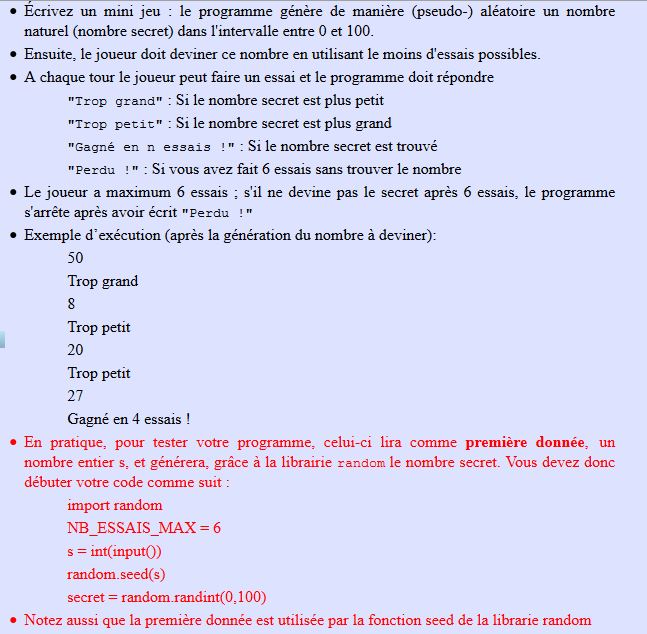 • Écrivez un mini jeu : le programme génère de manière (pseudo-) aléatoire un nombre
naturel (nombre secret) dans l'intervalle entre 0 et 100.
• Ensuite, le joueur doit deviner ce nombre en utilisant le moins d'essais possibles.
• A chaque tour le joueur peut faire un essai et le programme doit répondre
"Trop grand" : Si le nombre secret est plus petit
"Trop petit" : Si le nombre secret est plus grand
"Gagné en n essais !" : Si le nombre secret est trouvé
"Perdu !" : Si vous avez fait 6 essais sans trouver le nombre
• Le joueur a maximum 6 essais ; s'il ne devine pas le secret après 6 essais, le programme
s'arrête après avoir écrit "Perdu !"
• Exemple d'exécution (après la génération du nombre à deviner):
50
Trop grand
8
Trop petit
20
Trop petit
27
Gagné en 4 essais !
• En pratique, pour tester votre programme, celui-ci lira comme première donnée, un
nombre entier s, et générera, grâce à la librairie random le nombre secret. Vous devez donc
débuter votre code comme suit :
import random
NB_ESSAIS_MAX = 6
s = int(input())
random.seed(s)
secret = random.randint(0,100)
• Notez aussi que la première donnée est utilisée par la fonction seed de la librarie random